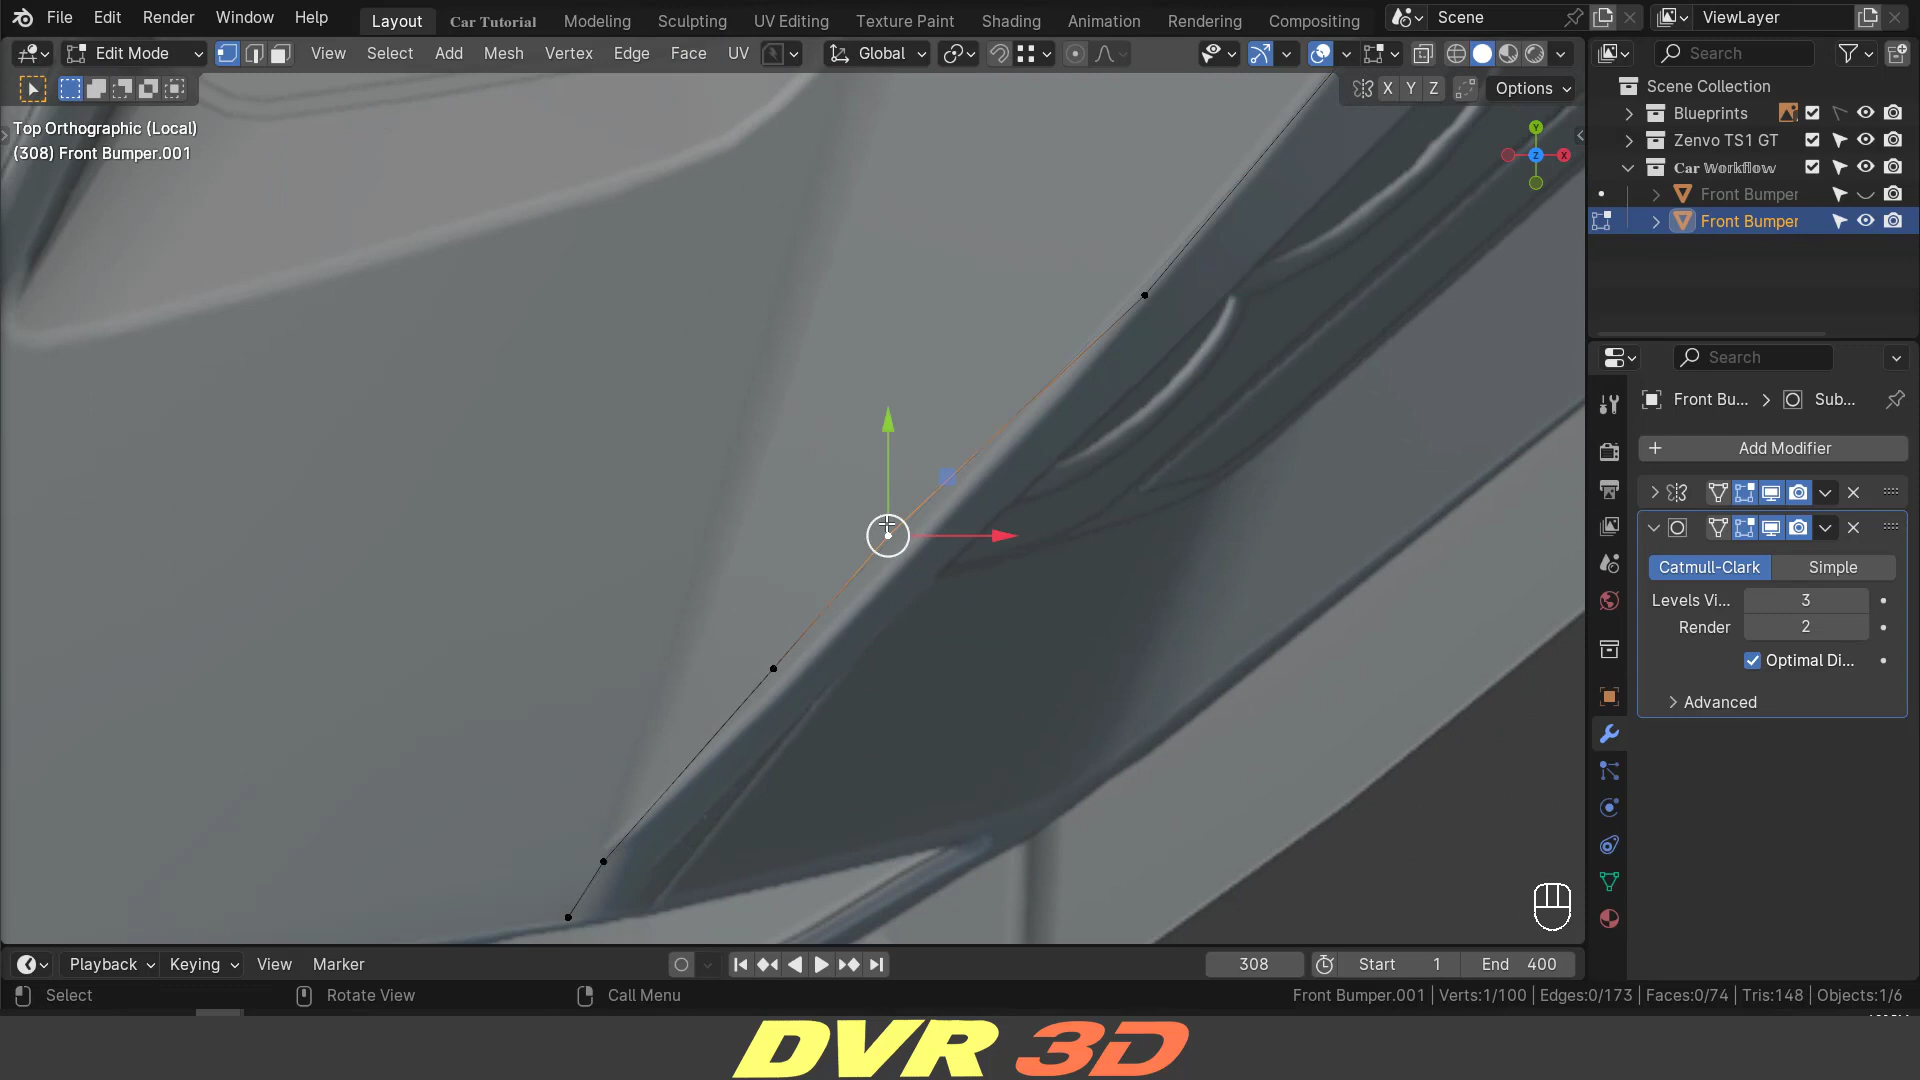 File Edit Render Window Help Layout Car Tutorial Modeling Sculpting UV Editing Texture Paint Shading Animation Rendering Compositing Scene ViewLayer
Edit Mode View Select Add Mesh Vertex Edge Face UV Global Search
X Y Z Options
Scene Collection
Top Orthographic (Local)
(308) Front Bumper.001
Blueprints
Zenvo TS1 GT
Car Workflow
Front Bumper
Front Bumper
Y
Z
X
Search
Front Bu... Sub...
Add Modifier
Catmull-Clark Simple
Levels Vi... 3
Render 2
Optimal Di...
Advanced
Playback Keying View Marker 308 Start 1 End 400
Select Rotate View Call Menu Front Bumper.001 | Verts:1/100 | Edges:0/173 | Faces:0/74 | Tris:148 | Objects:1/6
DVR 3D